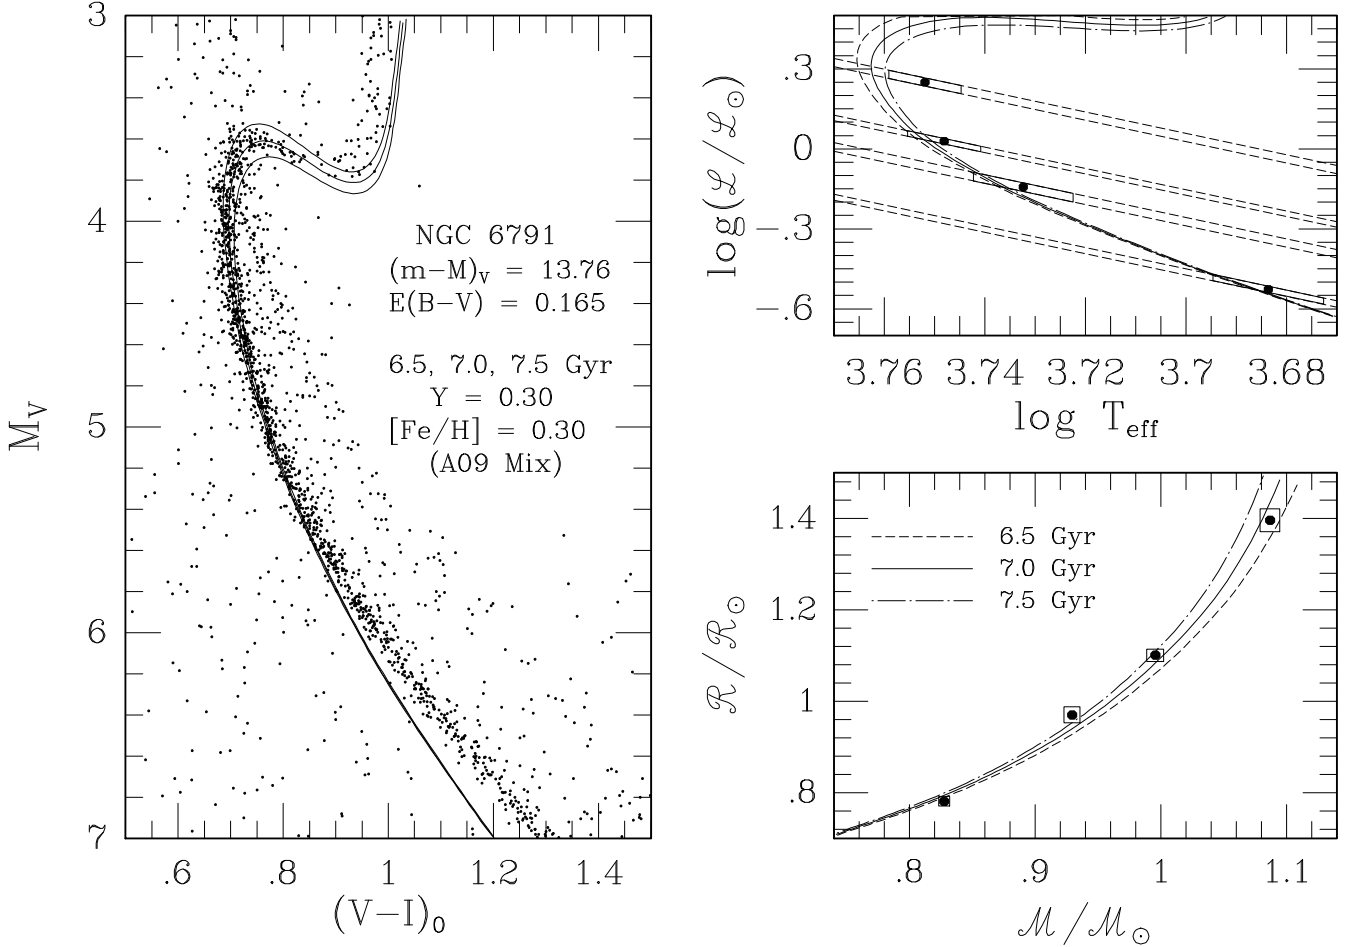 3
4
5
6
7
M_V
.6
.8
1
1.2
1.4
(V−I)_0
NGC 6791
(m−M)_V = 13.76
E(B−V) = 0.165
6.5, 7.0, 7.5 Gyr
Y = 0.30
[Fe/H] = 0.30
(A09 Mix)
.3
0
−.3
−.6
log(ℒ/ℒ_⊙)
3.76
3.74
3.72
3.7
3.68
log T_eff
1.4
1.2
1
.8
ℛ/ℛ_⊙
6.5 Gyr
7.0 Gyr
7.5 Gyr
.8
.9
1
1.1
ℳ/ℳ_⊙